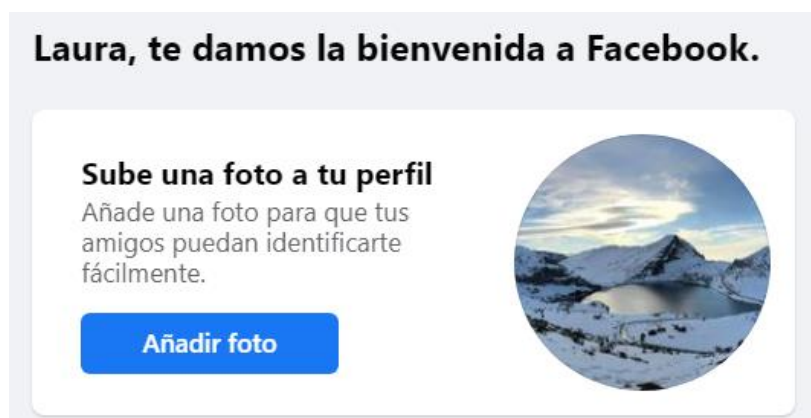 Laura, te damos la bienvenida a Facebook.
Sube una foto a tu perfil
Añade una foto para que tus
amigos puedan identificarte
fácilmente.
Añadir foto